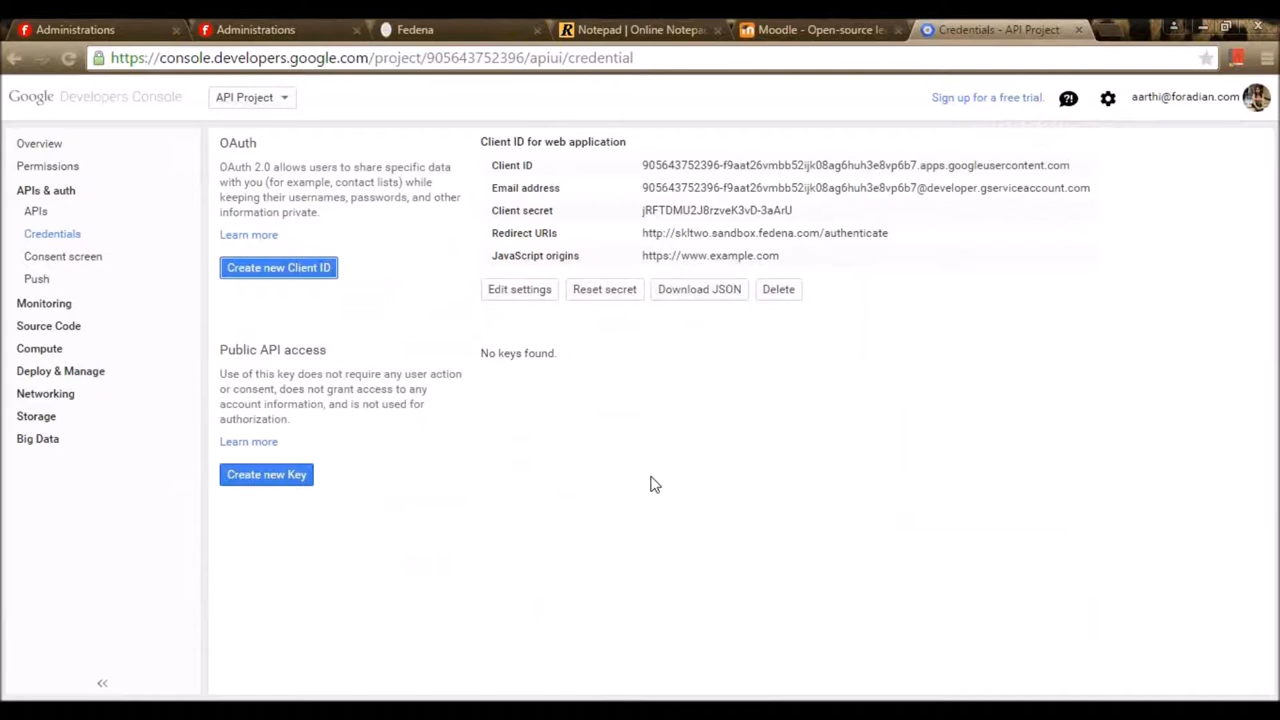 Administrations
Administrations
Fedena
Notepad | Online Notepa
Moodle - Open-source le
Credentials - API Project
https://console.developers.google.com/project/905643752396/apiui/credential
Google Developers Console
API Project
Sign up for a free trial.
aarthi@foradian.com
Overview
Permissions
APIs & auth
APIs
Credentials
Consent screen
Push
Monitoring
Source Code
Compute
Deploy & Manage
Networking
Storage
Big Data
OAuth
OAuth 2.0 allows users to share specific data
with you (for example, contact lists) while
keeping their usernames, passwords, and other
information private.
Learn more
Create new Client ID
Client ID for web application
Client ID 905643752396-f9aat26vmbb52ijk08ag6huh3e8vp6b7.apps.googleusercontent.com
Email address 905643752396-f9aat26vmbb52ijk08ag6huh3e8vp6b7@developer.gserviceaccount.com
Client secret jRFTDMU2J8rzveK3vD-3aArU
Redirect URIs http://skltwo.sandbox.fedena.com/authenticate
JavaScript origins https://www.example.com
Edit settings
Reset secret
Download JSON
Delete
Public API access
Use of this key does not require any user action
or consent, does not grant access to any
account information, and is not used for
authorization.
Learn more
Create new Key
No keys found.